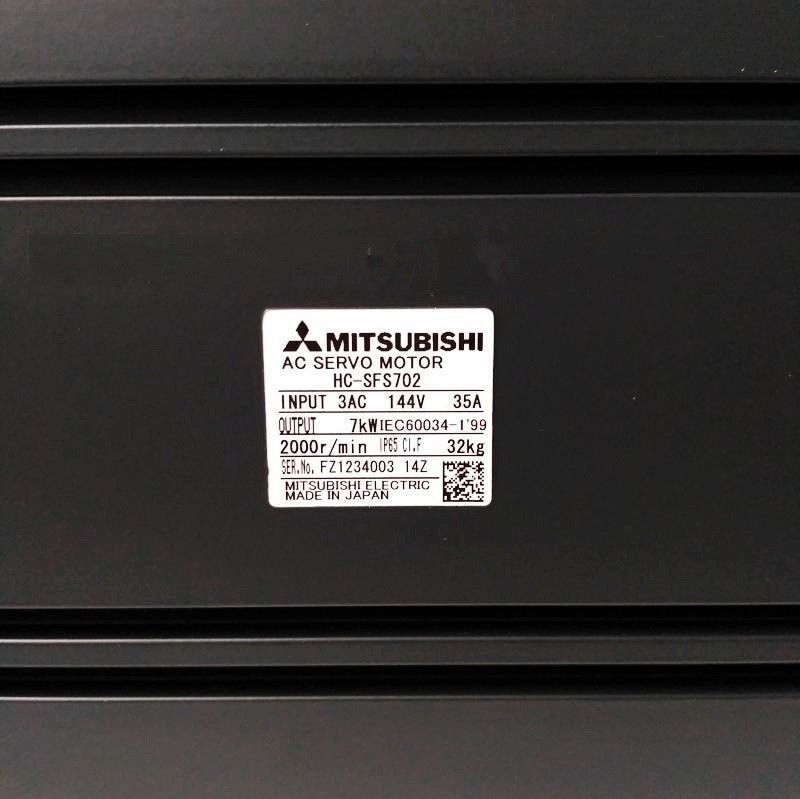 MITSUBISHI
AC SERVO MOTOR
HC-SFS702
INPUT 3AC 144V 35A
OUTPUT 7kW IEC60034-1'99
2000r/min IP65 Cl.F 32kg
SER.No. FZ1234003 14Z
MITSUBISHI ELECTRIC
MADE IN JAPAN